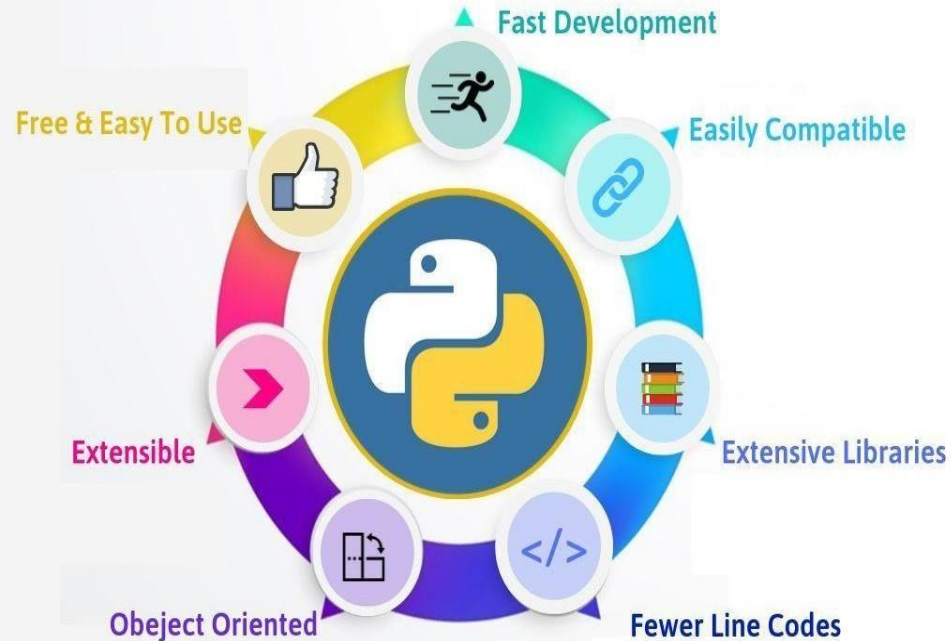 Fast Development
Free & Easy To Use
Easily Compatible
</>
Extensible
Extensive Libraries
Obeject Oriented
Fewer Line Codes